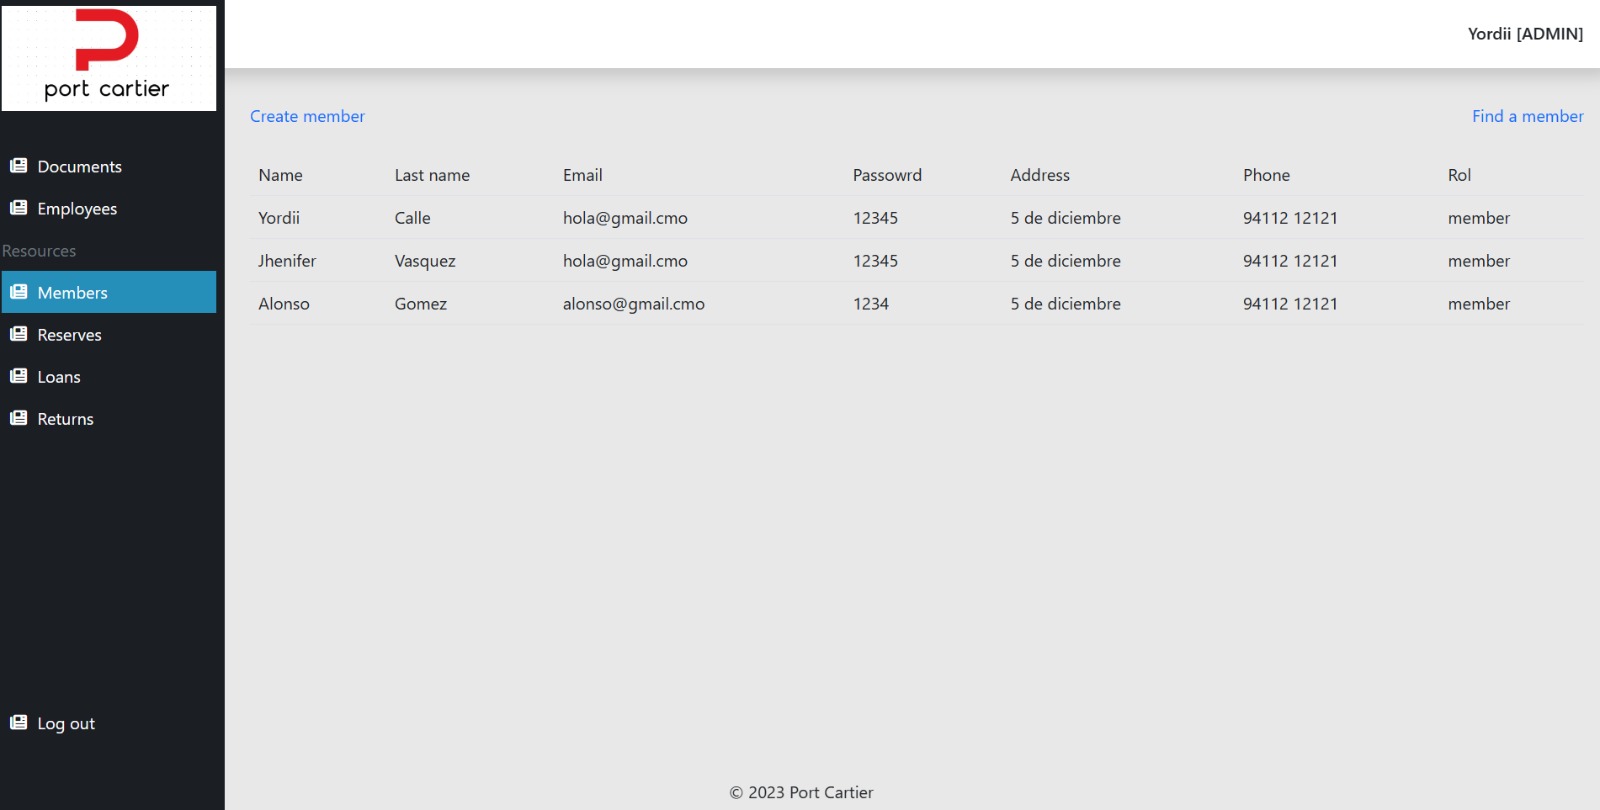 port cartier
Yordii [ADMIN]
Documents
Employees
Resources
Members
Reserves
Loans
Returns
Log out
Create member
Find a member
Name Last name Email Passowrd Address Phone Rol
Yordii Calle hola@gmail.cmo 12345 5 de diciembre 94112 12121 member
Jhenifer Vasquez hola@gmail.cmo 12345 5 de diciembre 94112 12121 member
Alonso Gomez alonso@gmail.cmo 1234 5 de diciembre 94112 12121 member
© 2023 Port Cartier